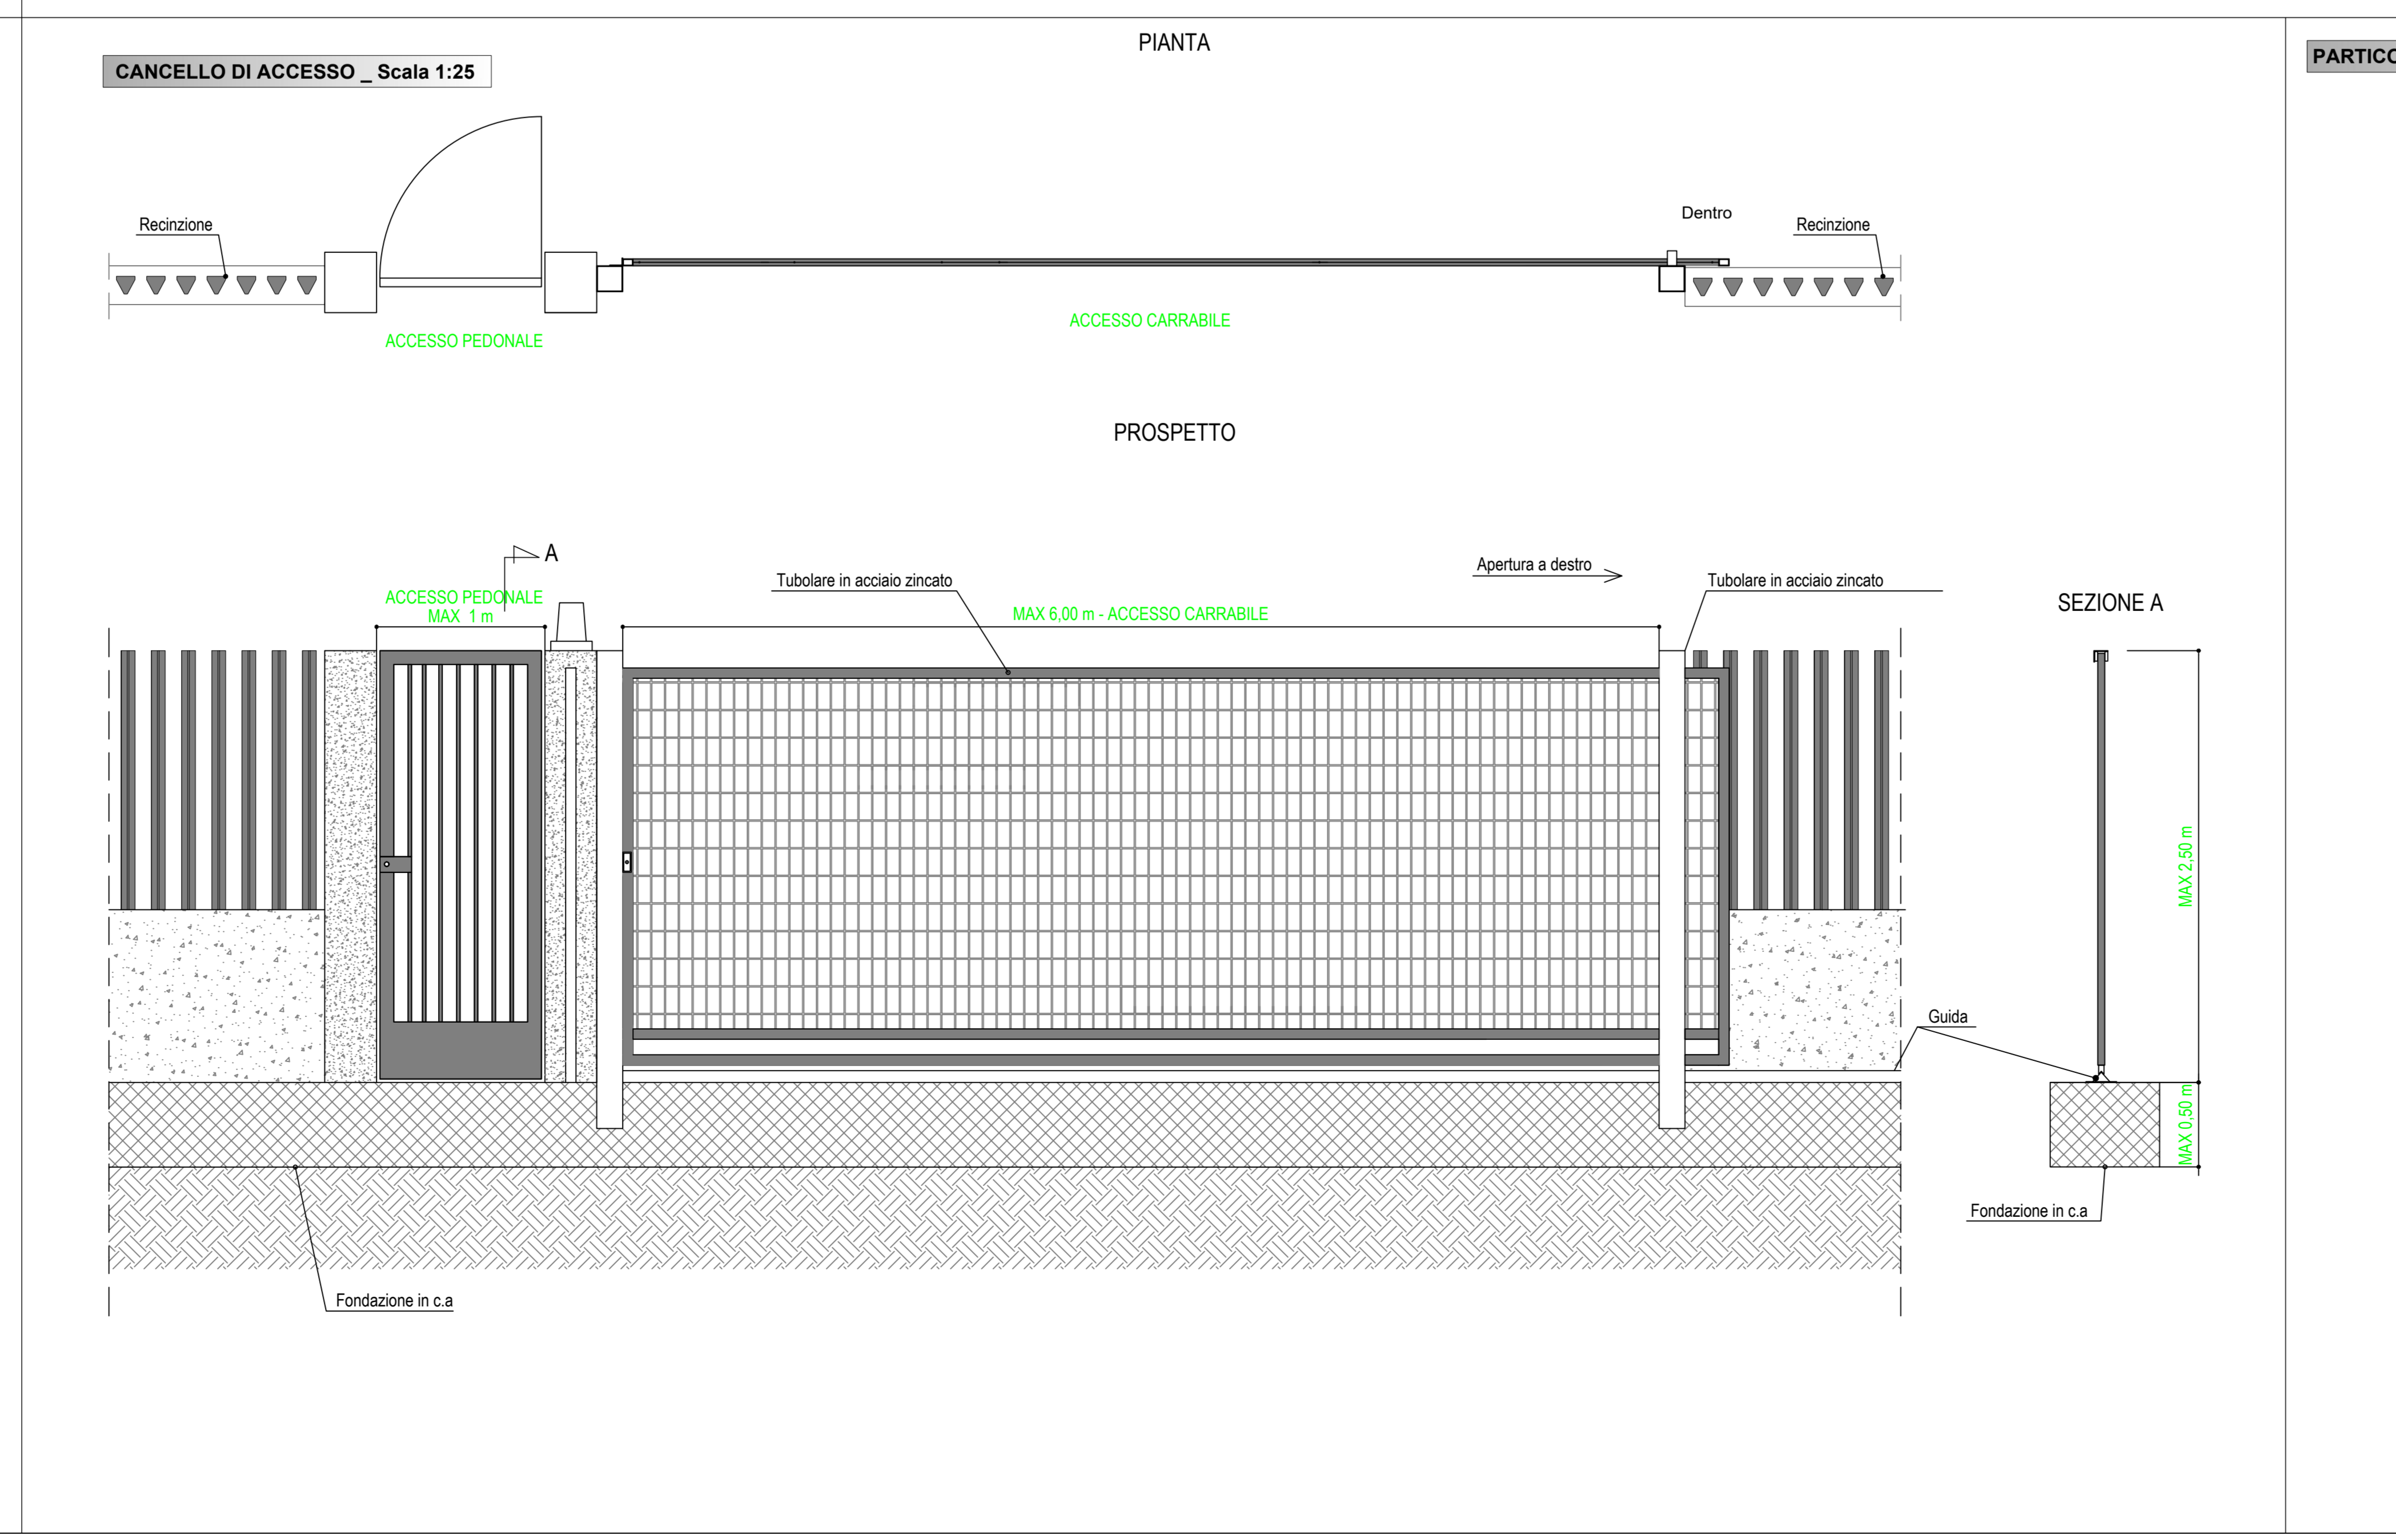 PIANTA
CANCELLO DI ACCESSO _ Scala 1:25
PARTICO
Recinzione
Dentro
Recinzione
ACCESSO CARRABILE
ACCESSO PEDONALE
PROSPETTO
A
Apertura a destro
Tubolare in acciaio zincato
Tubolare in acciaio zincato
ACCESSO PEDONALE
MAX 1 m
MAX 6,00 m - ACCESSO CARRABILE
SEZIONE A
MAX 2,50 m
Guida
MAX 0,50 m
Fondazione in c.a
Fondazione in c.a